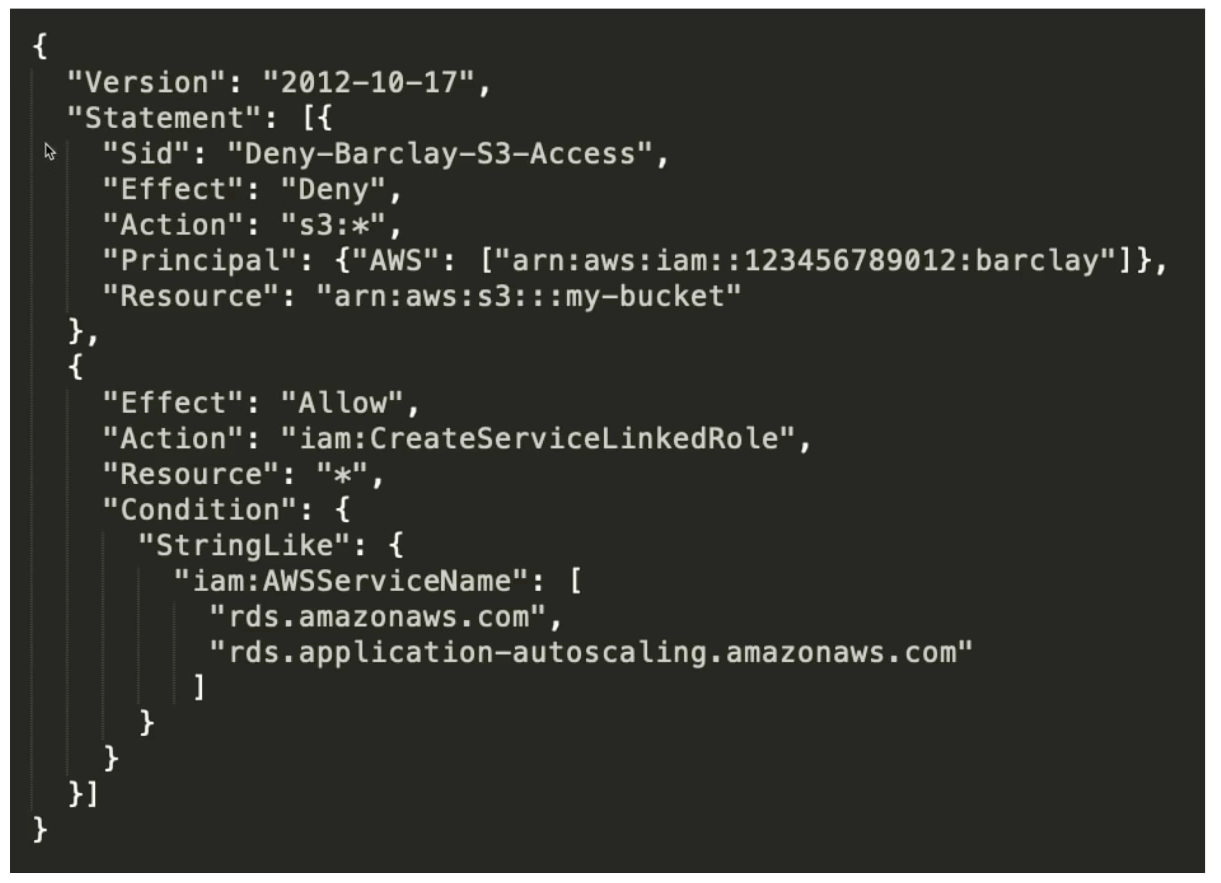 {
"Version": "2012-10-17",
"Statement": [{
"Sid": "Deny-Barclay-S3-Access",
"Effect": "Deny",
"Action": "s3:*",
"Principal": {"AWS": ["arn:aws:iam::123456789012:barclay"]},
"Resource": "arn:aws:s3:::my-bucket"
},
{
"Effect": "Allow",
"Action": "iam:CreateServiceLinkedRole",
"Resource": "*",
"Condition": {
"StringLike": {
"iam:AWSServiceName": [
"rds.amazonaws.com",
"rds.application-autoscaling.amazonaws.com"
]
}
}
}]
}